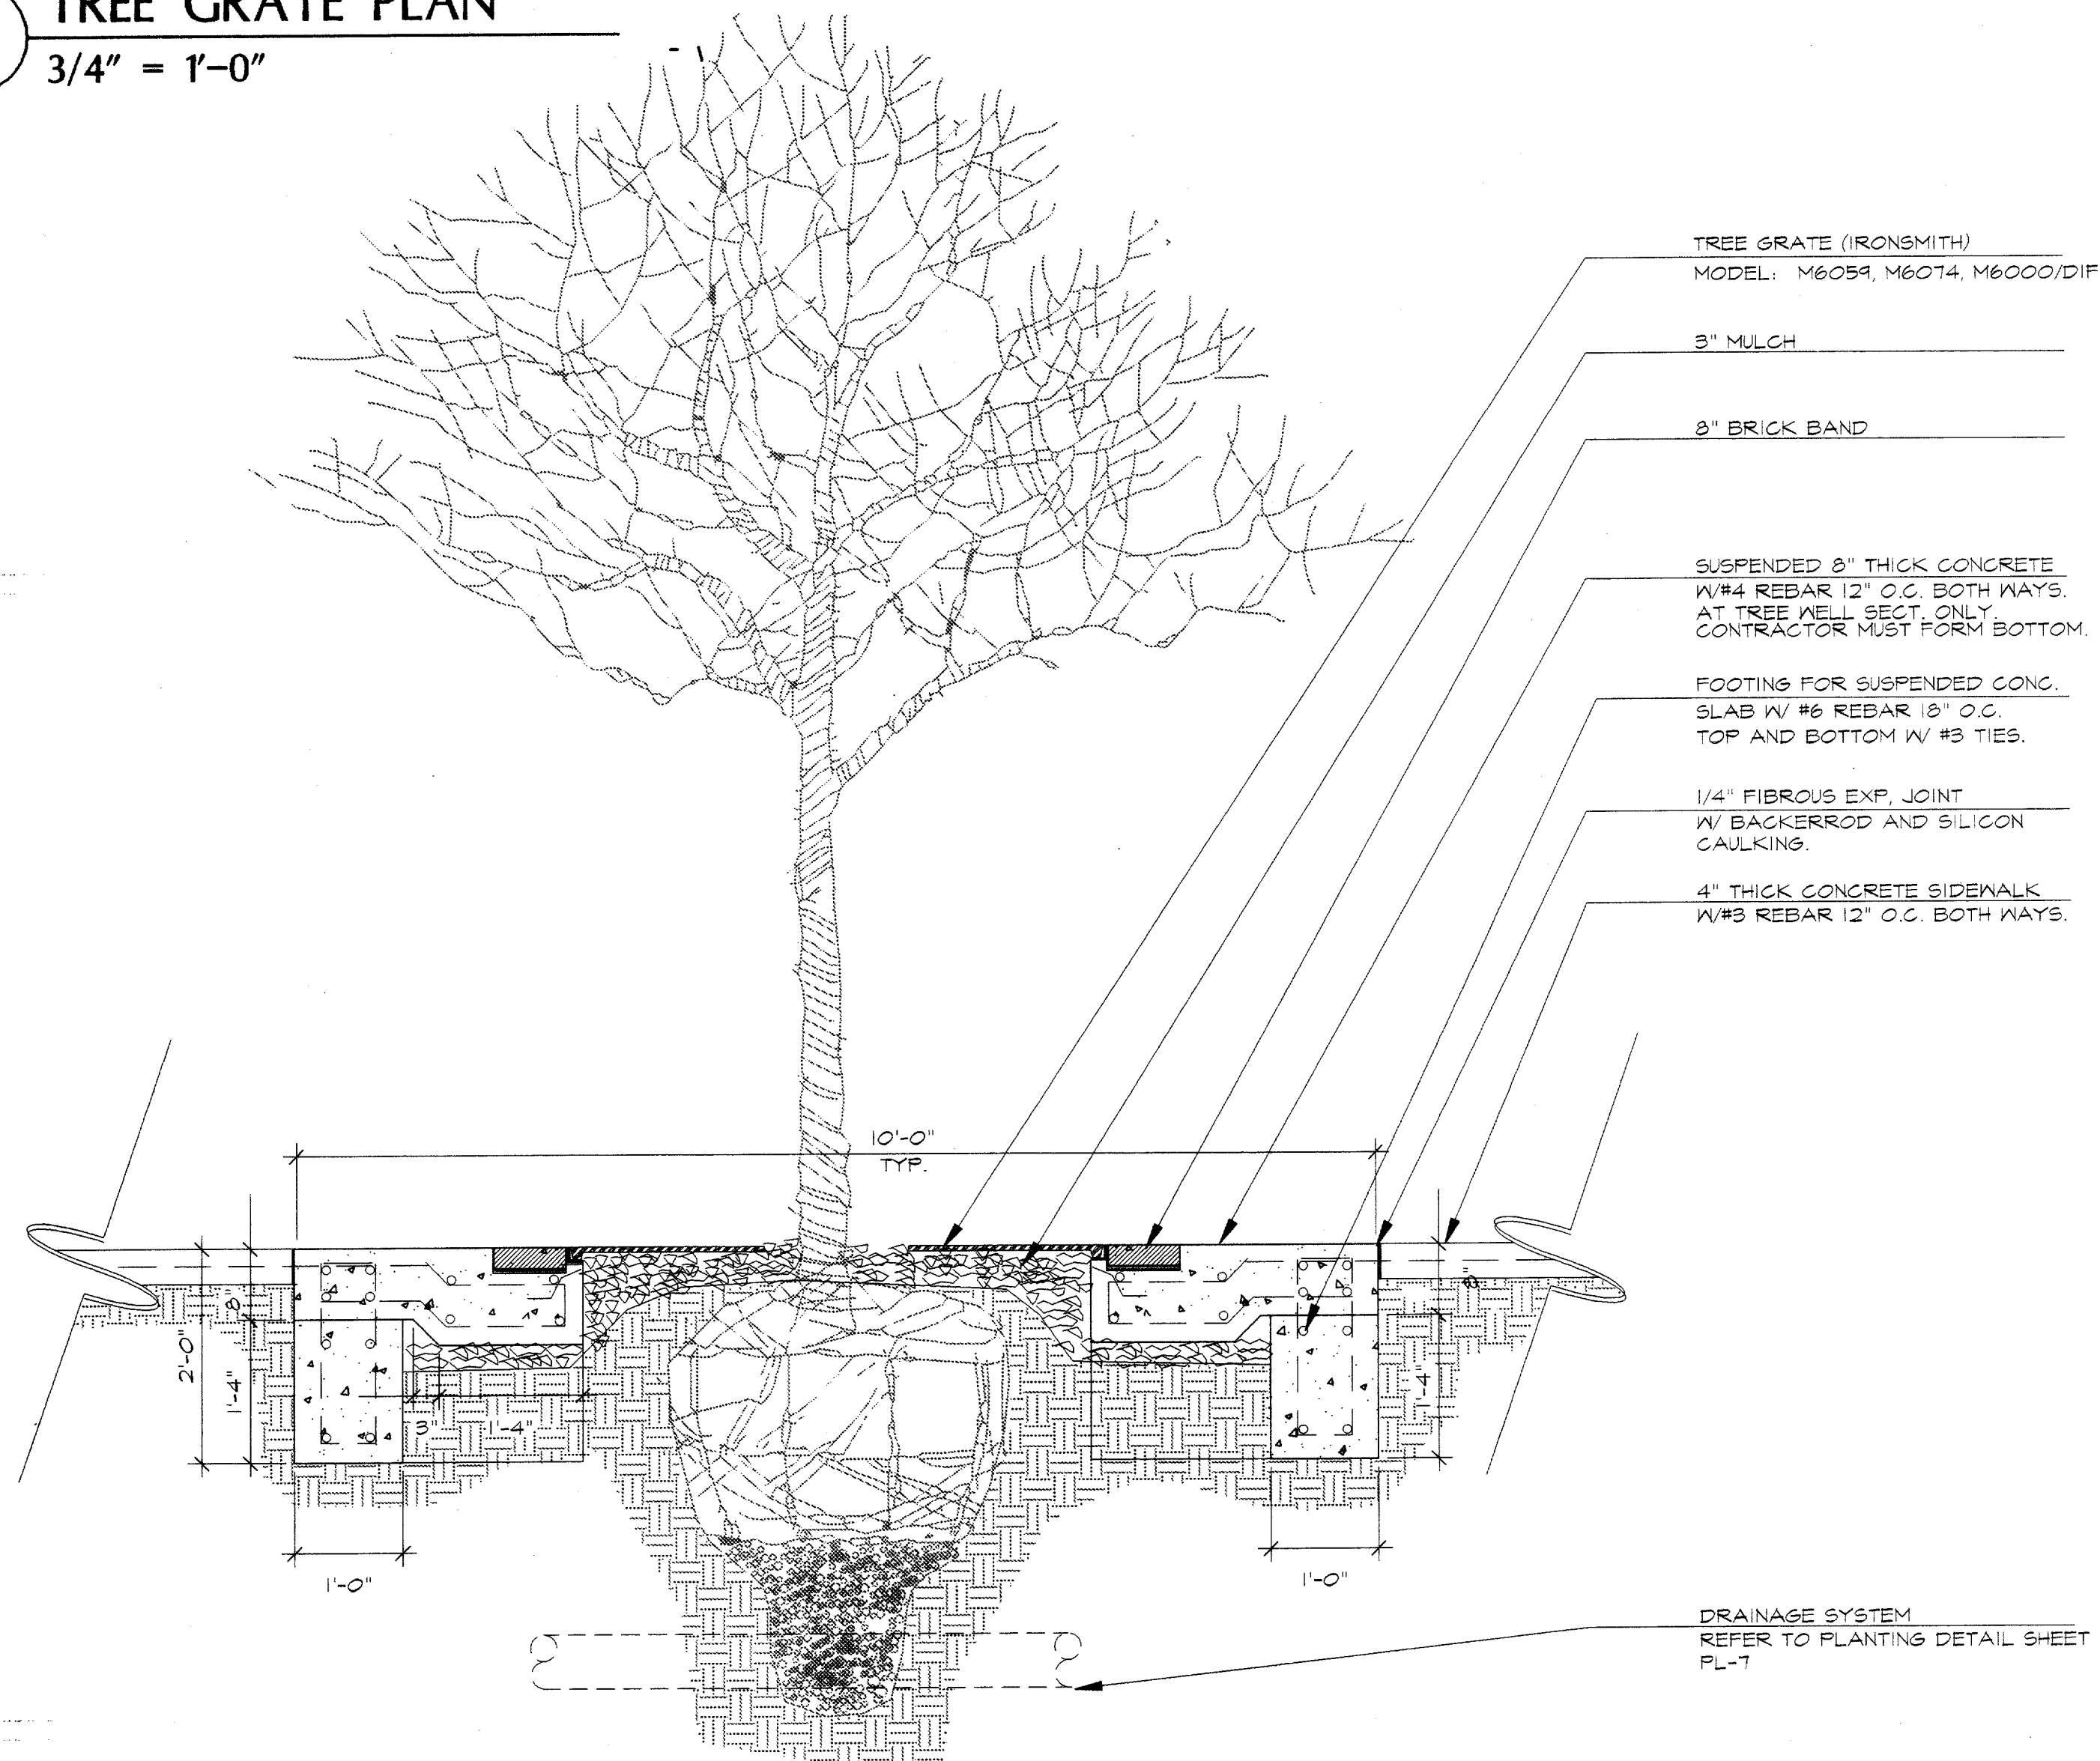 TREE GRATE PLAN
3/4" = 1'-0"
TREE GRATE (IRONSMITH)
MODEL: M6059, M6074, M6000/DIF
3" MULCH
8" BRICK BAND
SUSPENDED 8" THICK CONCRETE
W/#4 REBAR 12" O.C. BOTH WAYS.
AT TREE WELL SECT. ONLY.
CONTRACTOR MUST FORM BOTTOM.
FOOTING FOR SUSPENDED CONC.
SLAB W/ #6 REBAR 18" O.C.
TOP AND BOTTOM W/ #3 TIES.
1/4" FIBROUS EXP, JOINT
W/ BACKERROD AND SILICON
CAULKING.
4" THICK CONCRETE SIDEWALK
W/#3 REBAR 12" O.C. BOTH WAYS.
10'-0"
TYP.
8"
8"
2'-0"
1'-4"
3"
1'-4"
1'-4"
1'-0"
1'-0"
DRAINAGE SYSTEM
REFER TO PLANTING DETAIL SHEET
PL-7